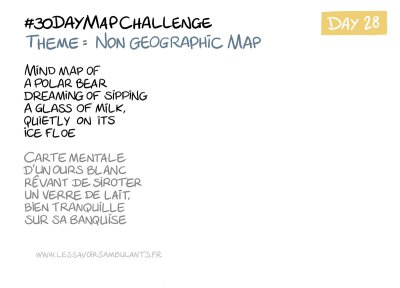 #30DAYMAPCHALLENGE
DAY 28
THEME = NON GEOGRAPHIC MAP
MIND MAP OF
A POLAR BEAR
DREAMING OF SIPPING
A GLASS OF MILK,
QUIETLY ON ITS
ICE FLOE
CARTE MENTALE
D'UN OURS BLANC
RÊVANT DE SIROTER
UN VERRE DE LAIT,
BIEN TRANQUILLE
SUR SA BANQUISE
WWW.LESSAVOIRSAMBULANTS.FR